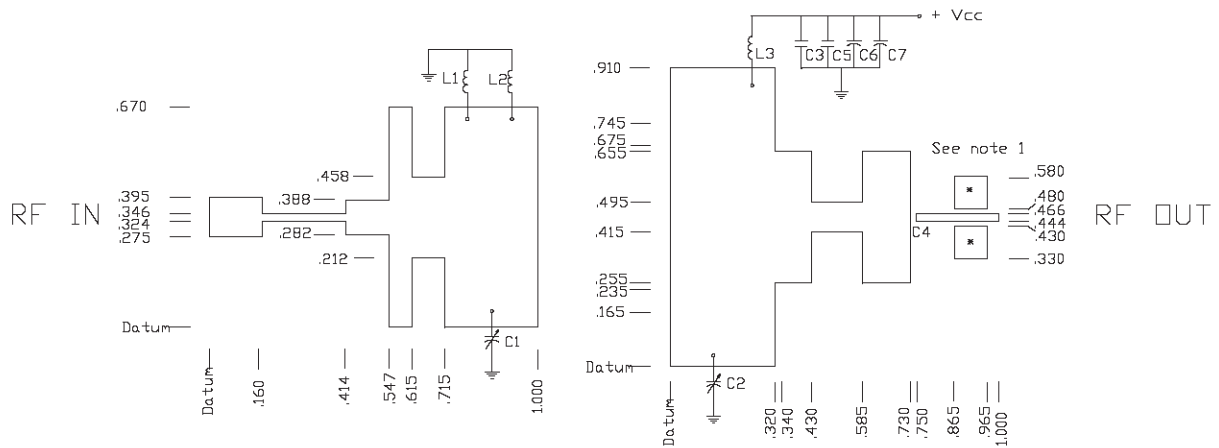 + Vcc
L3
C3 C5 C6 C7
L1 L2
.670
.458
.395
.388
.346
.324
.282
.275
.212
RF IN
Datum
C1
Datum
.160
.414
.547
.615
.715
1.000
.910
.745
.675
.655
.495
.415
.255
.235
.165
Datum
C2
See note 1
*
*
C4
.580
.480
.466
.444
.430
.330
RF OUT
Datum
.320
.340
.430
.585
.730
.750
.865
.965
1.000